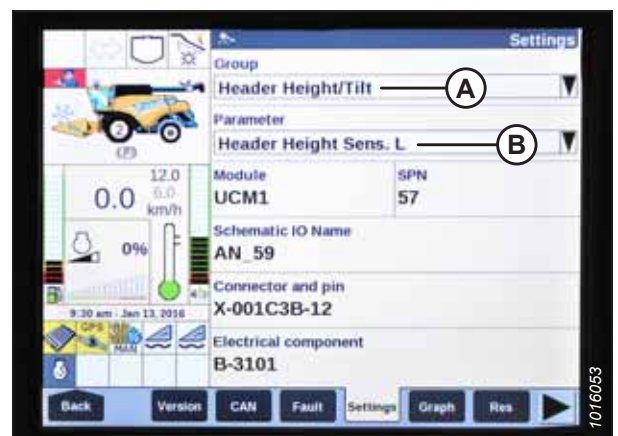 Settings
Group
Header Height/Tilt
A
Parameter
Header Height Sens. L
B
2
(F)
12.0
6.0
0.0 km/h
Module
UCM1
SPN
57
0%
Schematic IO Name
AN_59
Connector and pin
X-001C3B-12
9:30 am - Jan 13, 2016
GPS
MAN
Electrical component
B-3101
Back
Version
CAN
Fault
Settings
Graph
Res
1016053